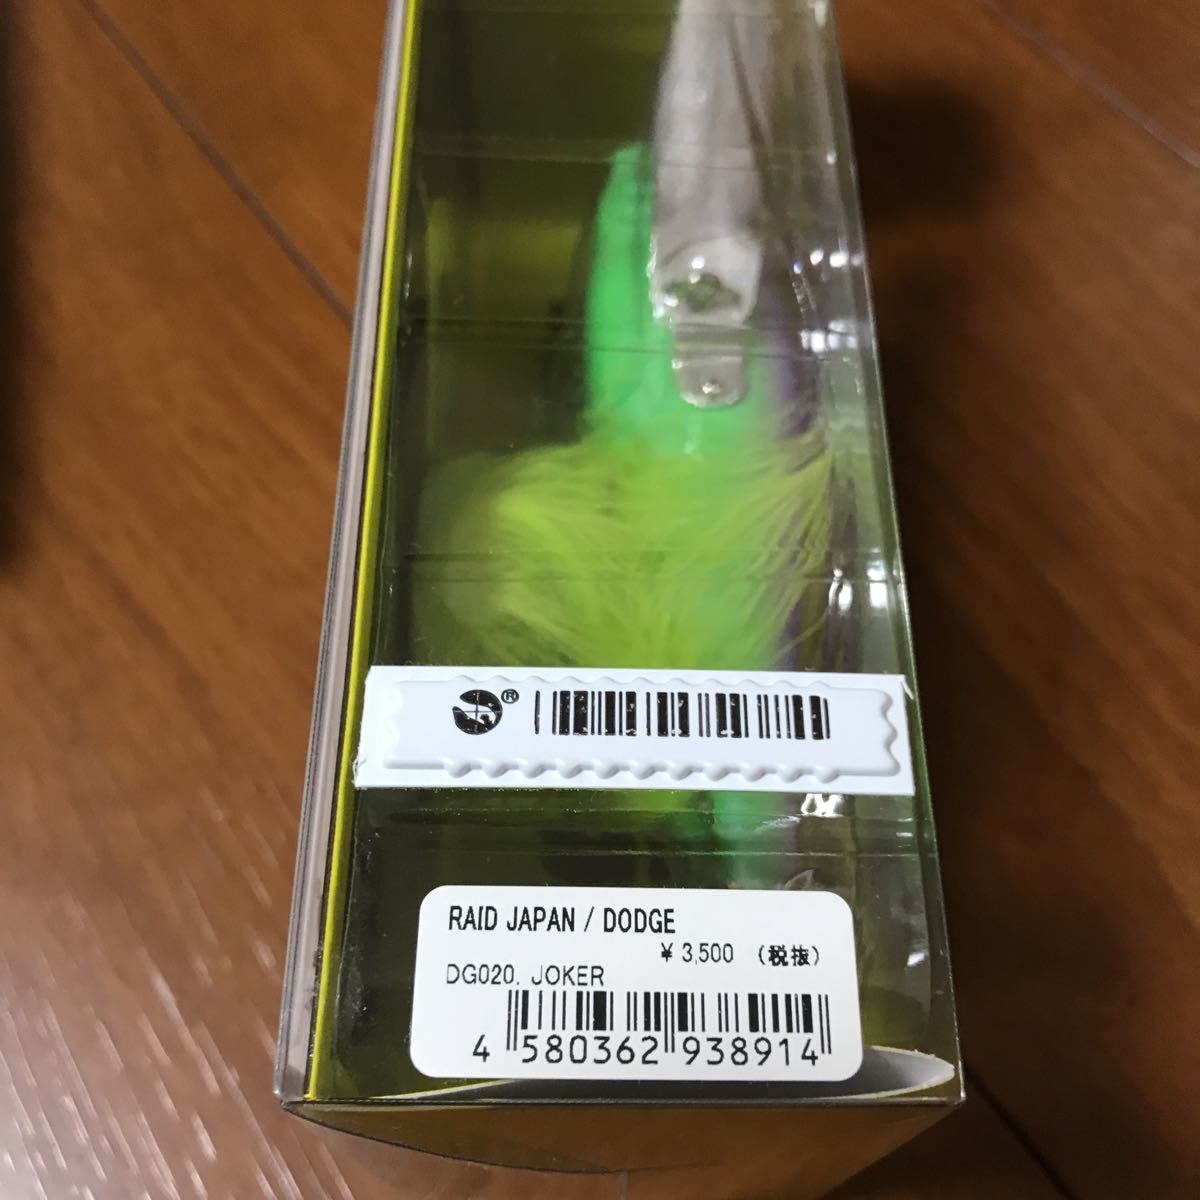 ®
RAID JAPAN / DODGE
¥ 3,500 （税抜）
DG020. JOKER
4 580362 938914